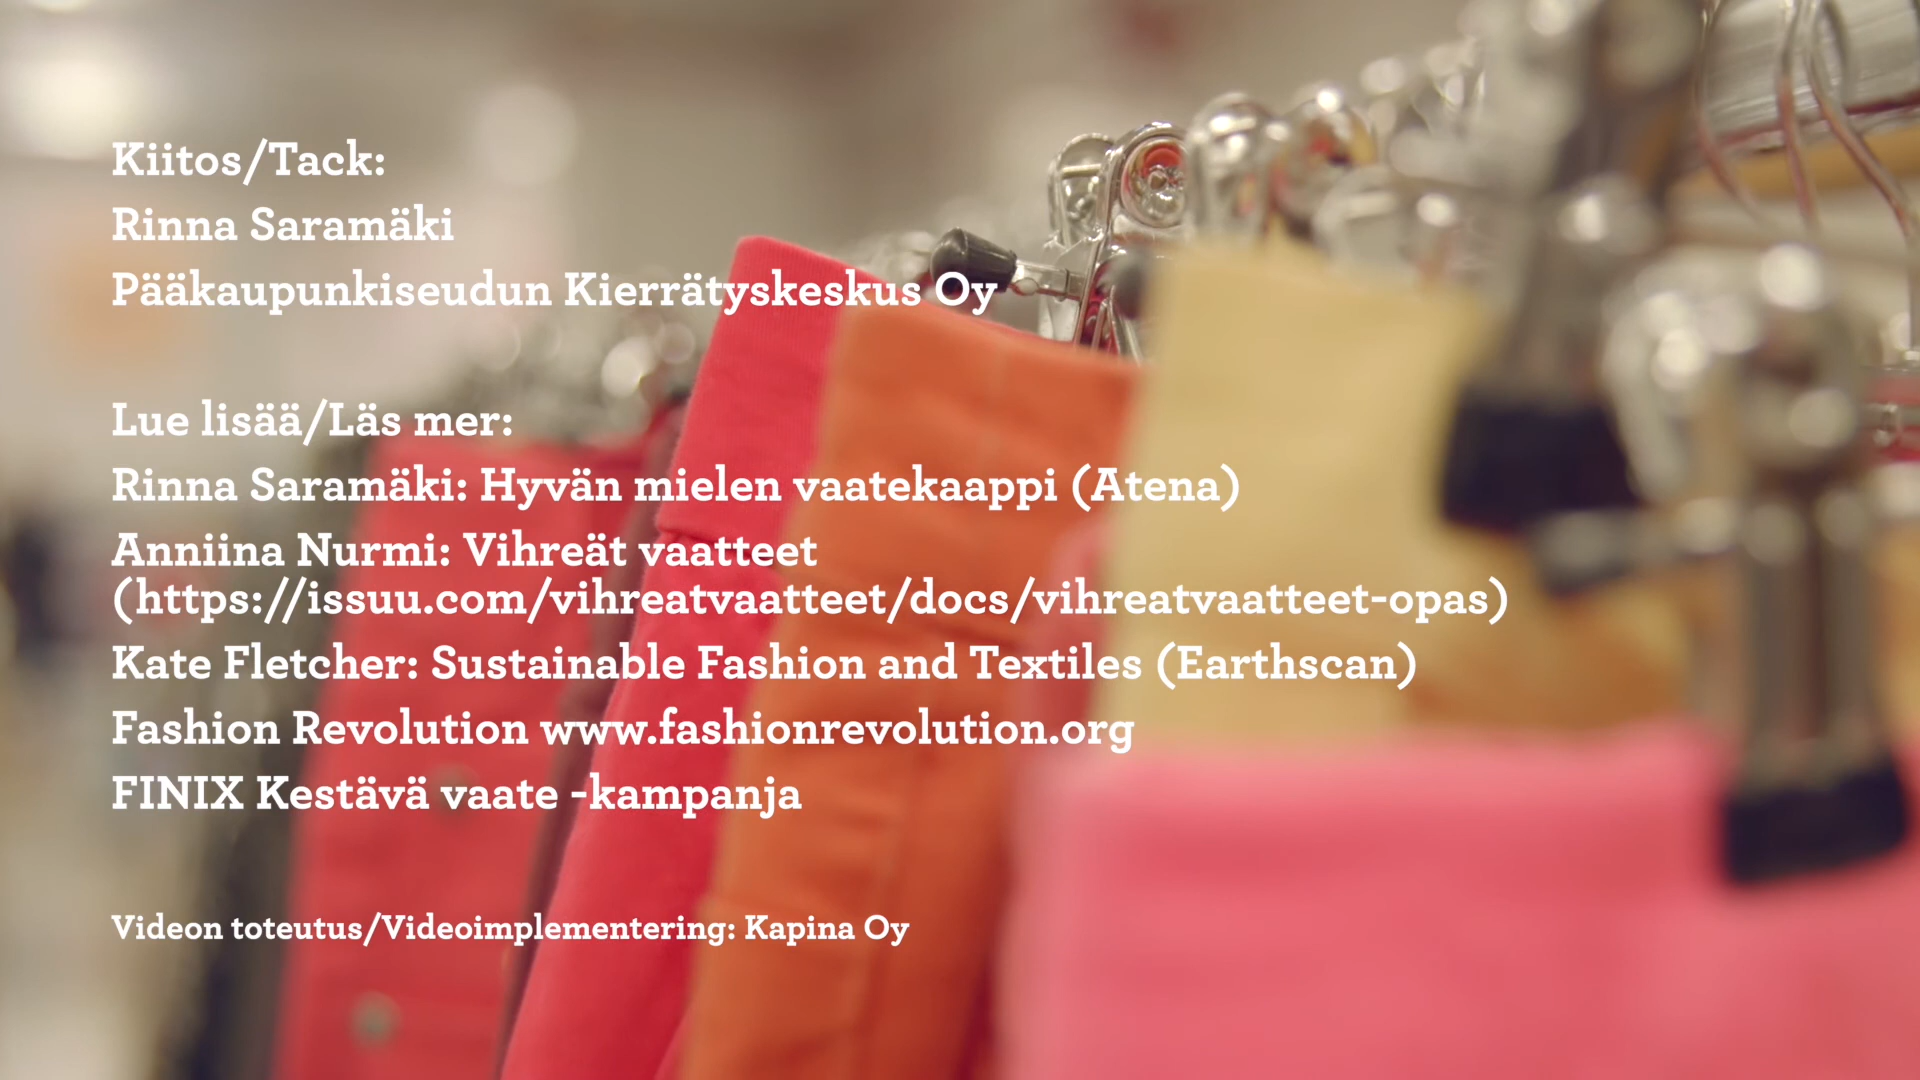 Kiitos/Tack:
Rinna Saramäki
Pääkaupunkiseudun Kierrätyskeskus Oy
Lue lisää/Läs mer:
Rinna Saramäki: Hyvän mielen vaatekaappi (Atena)
Anniina Nurmi: Vihreät vaatteet
(https://issuu.com/vihreatvaatteet/docs/vihreatvaatteet-opas)
Kate Fletcher: Sustainable Fashion and Textiles (Earthscan)
Fashion Revolution www.fashionrevolution.org
FINIX Kestävä vaate -kampanja
Videon toteutus/Videoimplementering: Kapina Oy